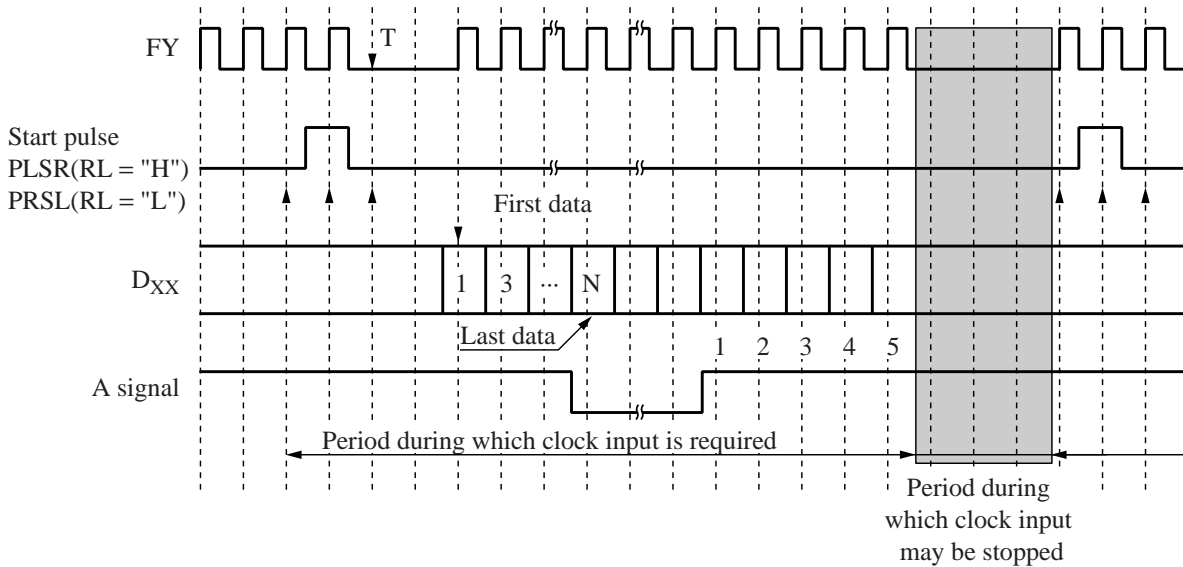 FY
T
Start pulse
PLSR(RL = "H")
PRSL(RL = "L")
First data
DXX
1 3 ... N
Last data
1 2 3 4 5
A signal
Period during which clock input is required
Period during
which clock input
may be stopped